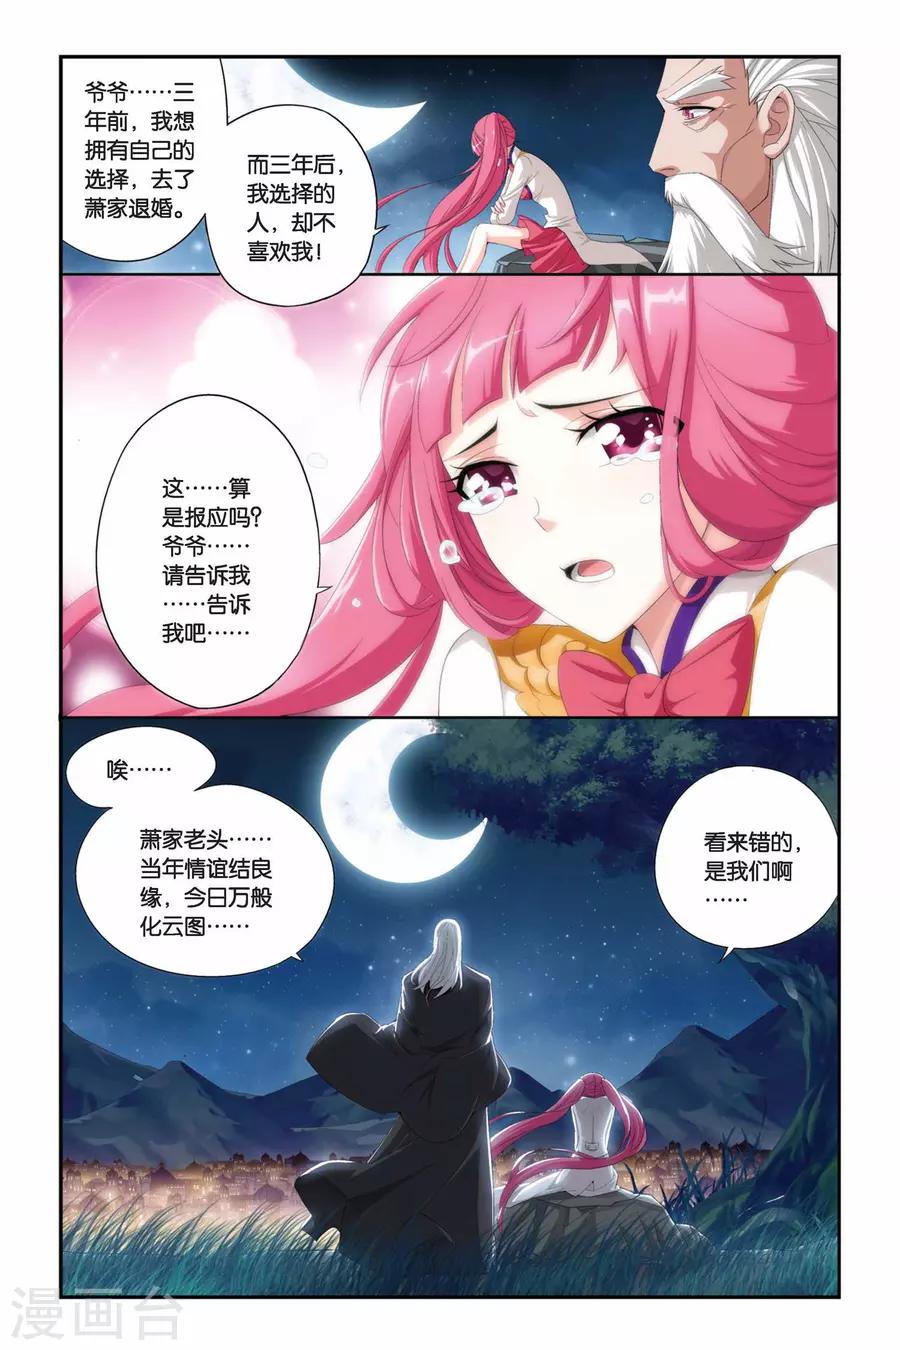 爷爷……三
年前，我想
拥有自己的
选择，去了
萧家退婚。
而三年后，
我选择的
人，却不
喜欢我！
这……算
是报应吗？
爷爷……
请告诉我
……告诉
我吧……
唉……
萧家老头……
当年情谊结良
缘，今日万般
化云图……
看来错的，
是我们啊
……
漫画台